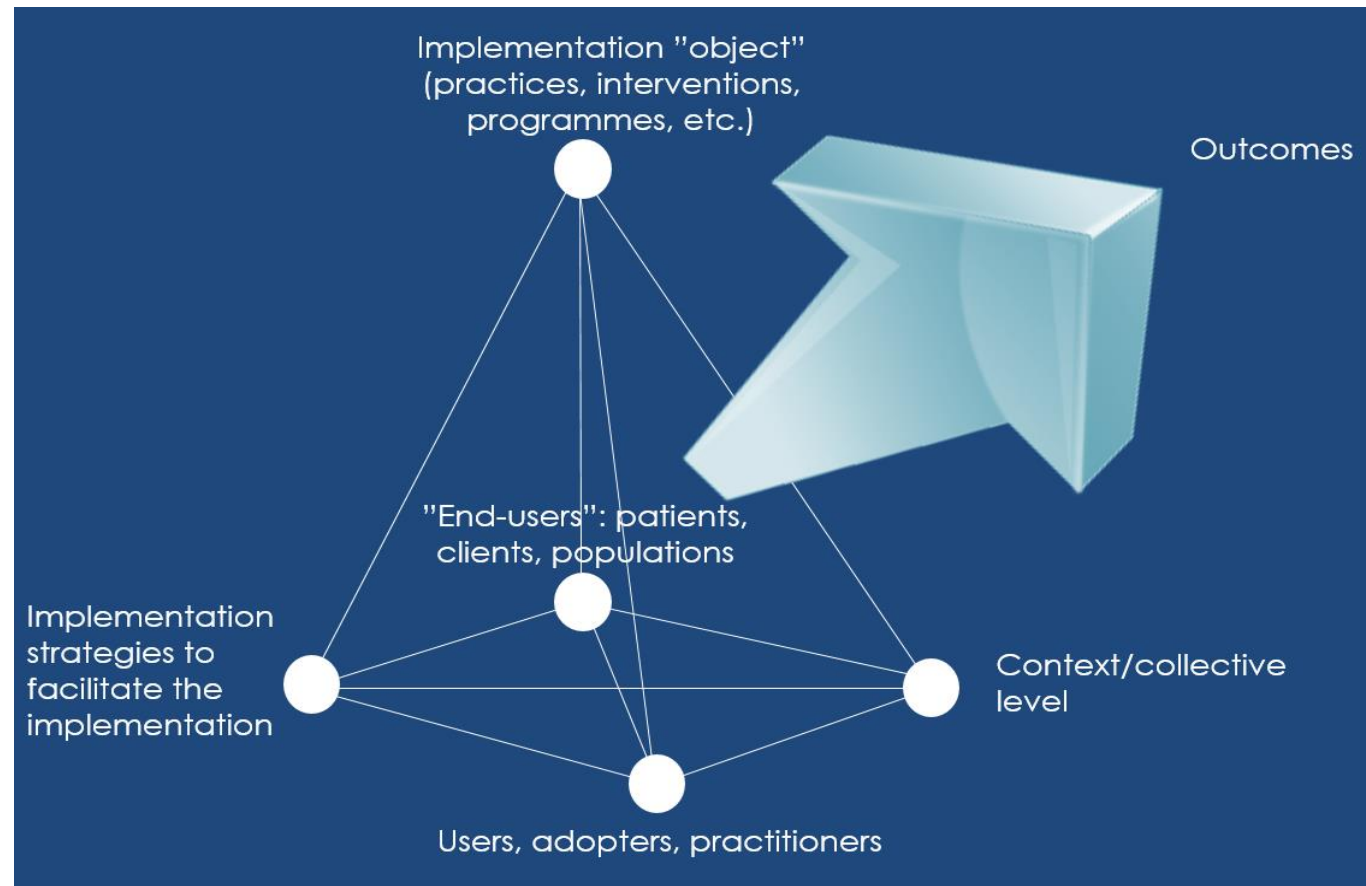 Implementation ”object”
(practices, interventions,
programmes, etc.)
Outcomes
”End-users”: patients,
clients, populations
Implementation
strategies to
facilitate the
implementation
Context/collective
level
Users, adopters, practitioners